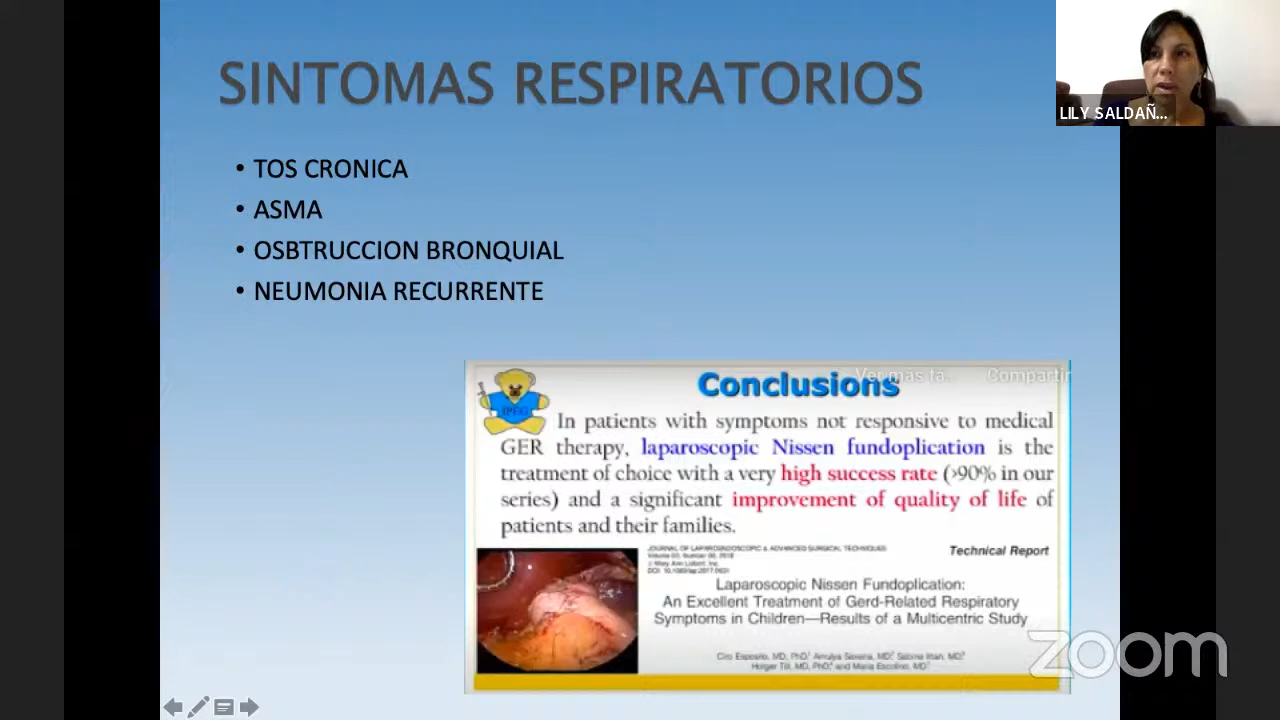 SINTOMAS RESPIRATORIOS
LILY SALDAÑ...
• TOS CRONICA
• ASMA
• OSBTRUCCION BRONQUIAL
• NEUMONIA RECURRENTE
Ver más ta... Compartir
Conclusions
IPEG
In patients with symptoms not responsive to medical
GER therapy, laparoscopic Nissen fundoplication is the
treatment of choice with a very high success rate (>90% in our
series) and a significant improvement of quality of life of
patients and their families.
JOURNAL OF LAPAROENDOSCOPIC & ADVANCED SURGICAL TECHNIQUES
Technical Report
Laparoscopic Nissen Fundoplication:
An Excellent Treatment of Gerd-Related Respiratory
Symptoms in Children—Results of a Multicentric Study
Ciro Esposito, MD, PhD, Amulya Saxena, MD,
Holger Till, MD, PhD, and Maria Escolino, MD
zoom